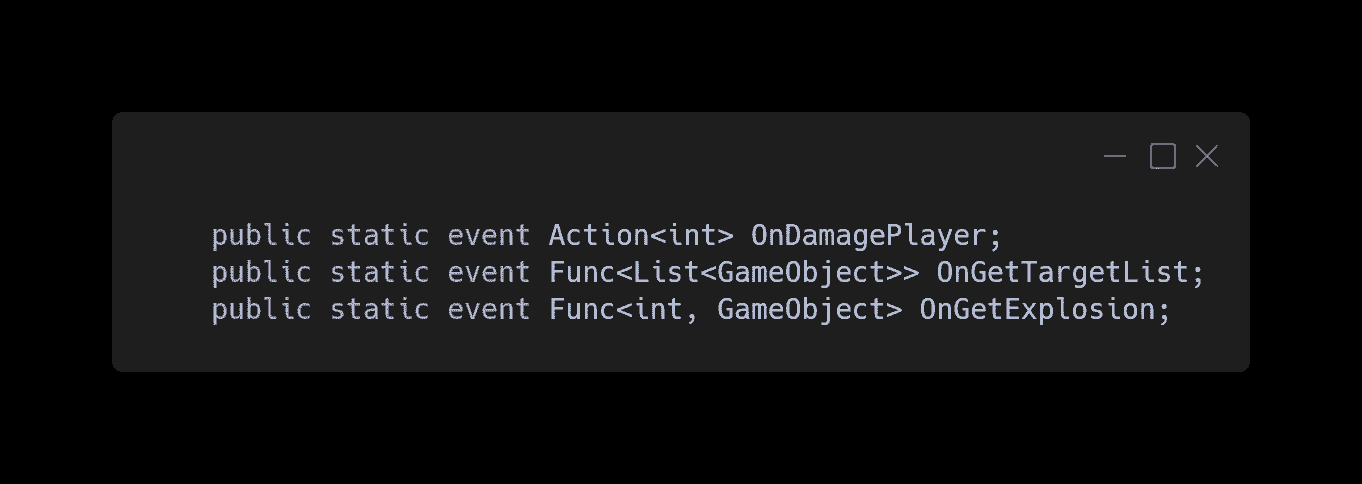 public static event Action<int> OnDamagePlayer;
public static event Func<List<GameObject>> OnGetTargetList;
public static event Func<int, GameObject> OnGetExplosion;